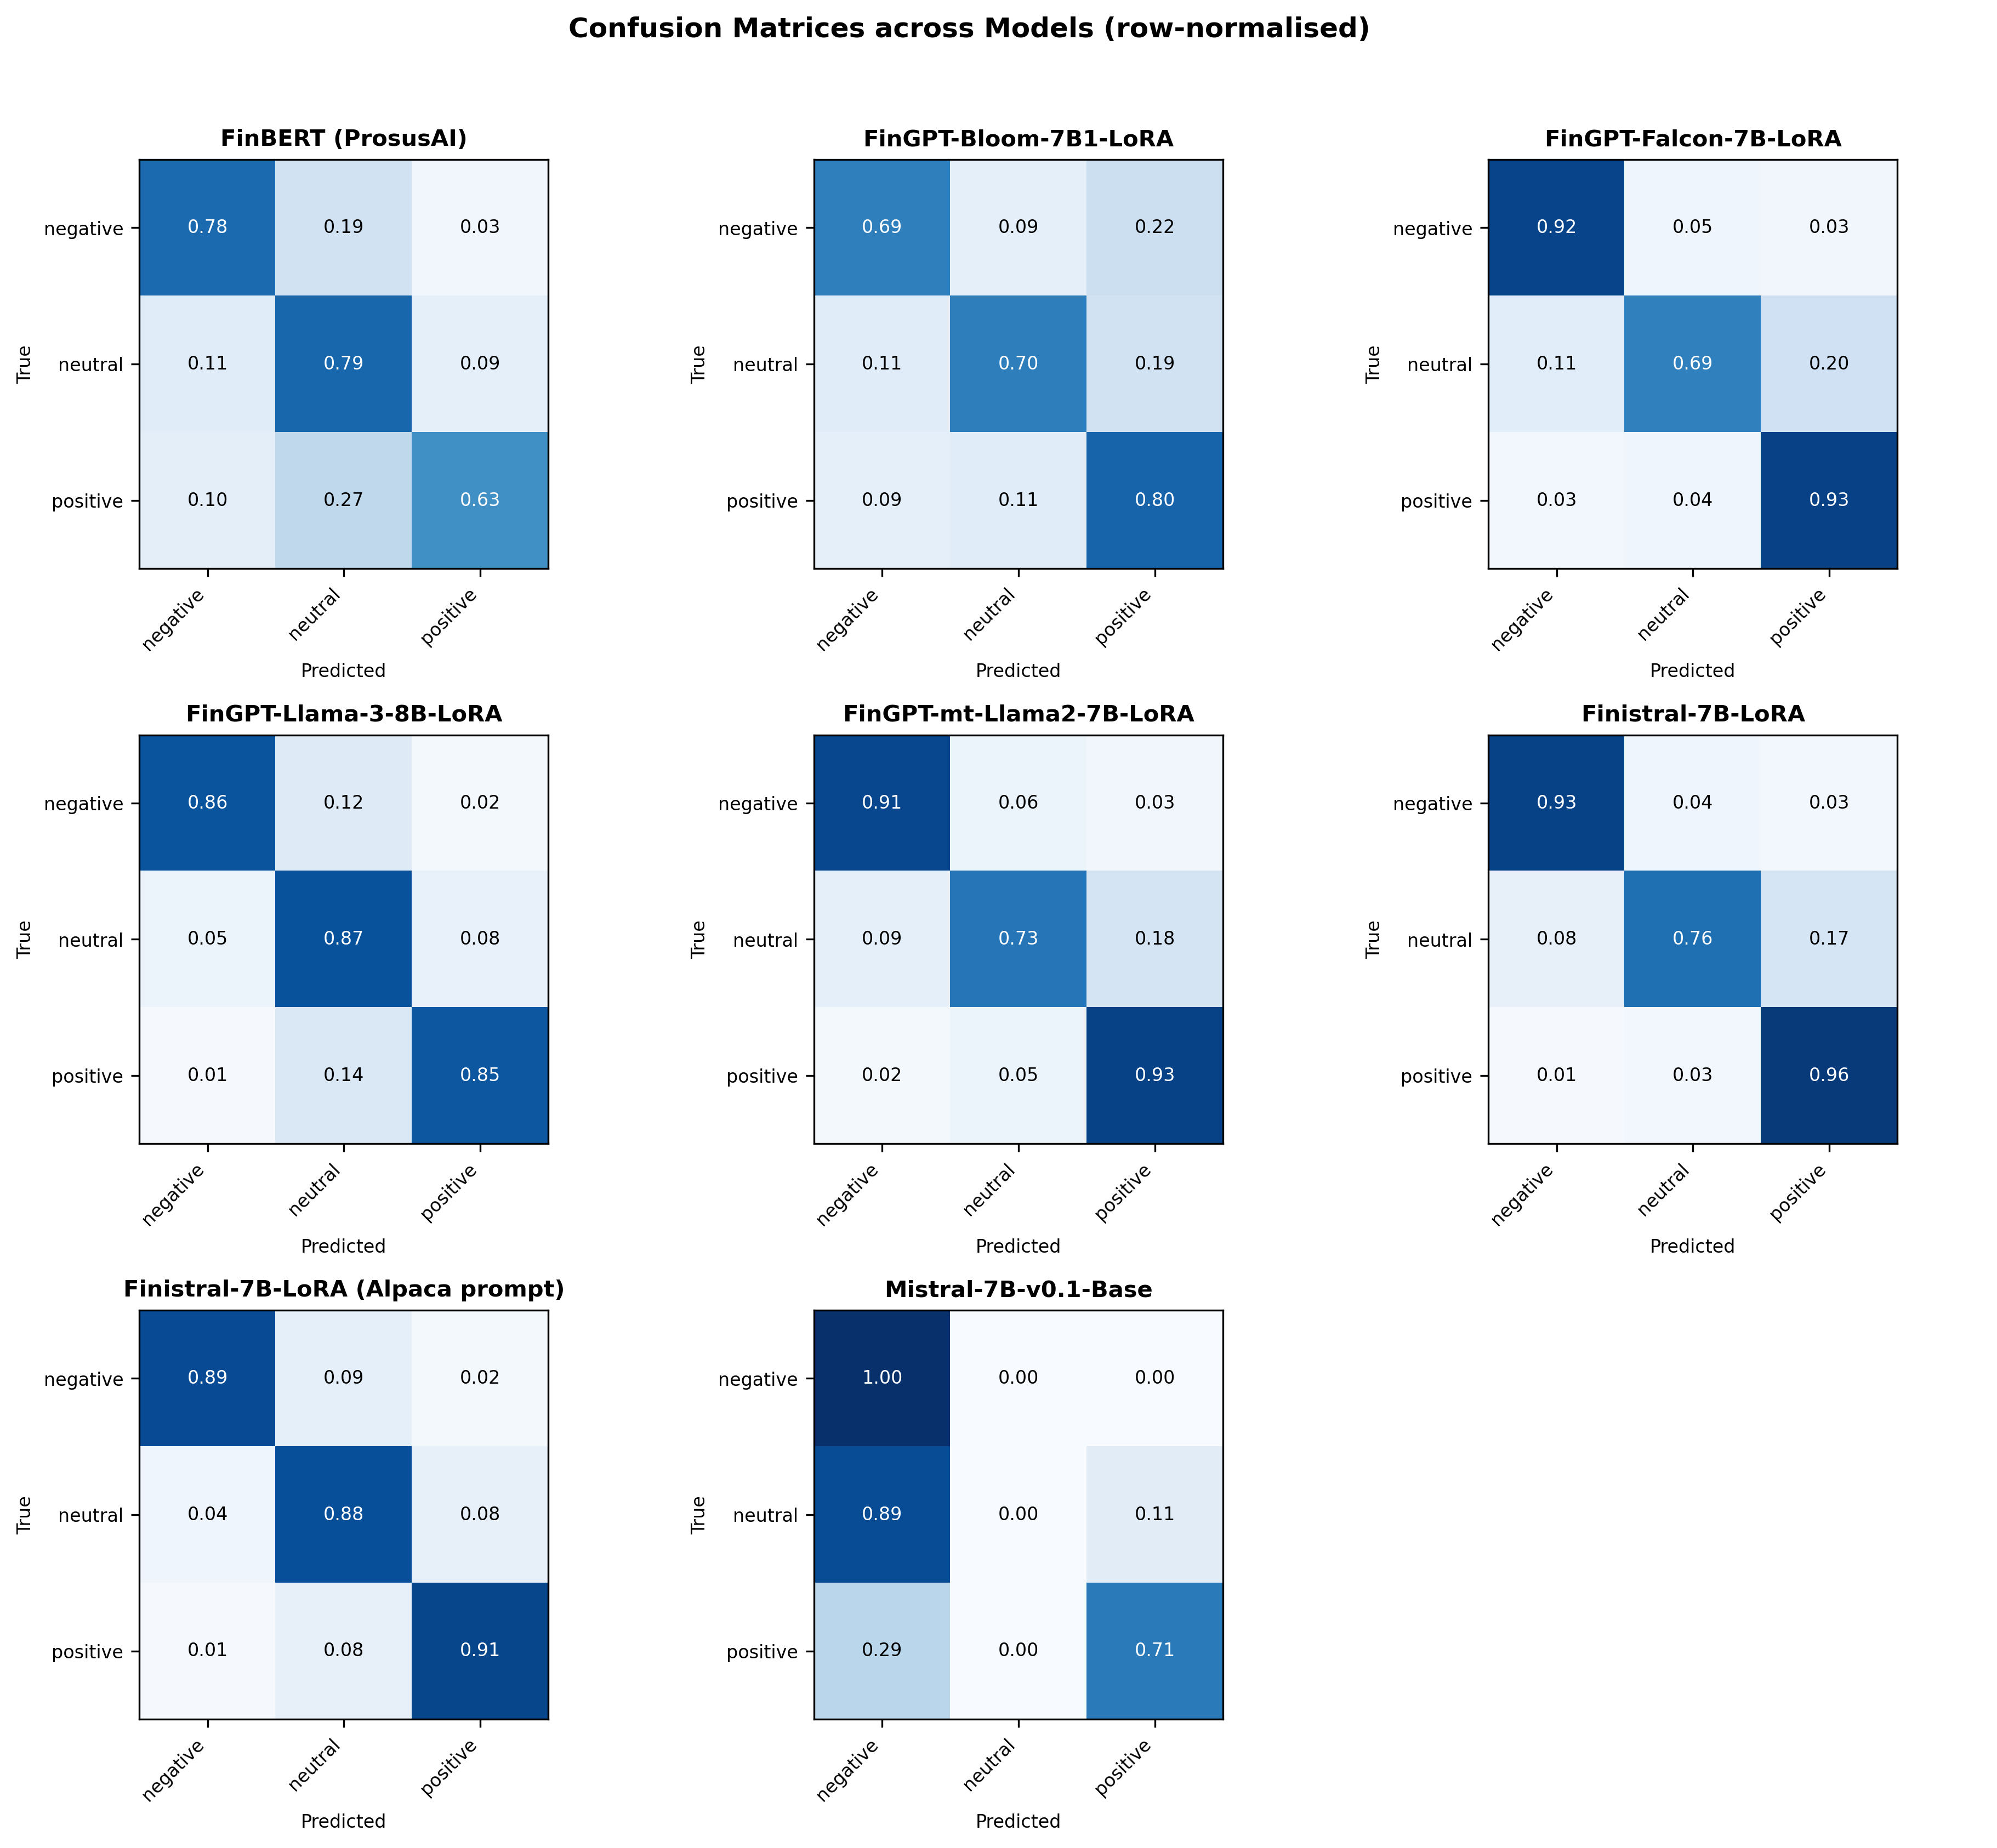 Confusion Matrices across Models (row-normalised)
FinBERT (ProsusAI)
True
negative 0.78 0.19 0.03
neutral 0.11 0.79 0.09
positive 0.10 0.27 0.63
negative neutral positive
Predicted
FinGPT-Bloom-7B1-LoRA
True
negative 0.69 0.09 0.22
neutral 0.11 0.70 0.19
positive 0.09 0.11 0.80
negative neutral positive
Predicted
FinGPT-Falcon-7B-LoRA
True
negative 0.92 0.05 0.03
neutral 0.11 0.69 0.20
positive 0.03 0.04 0.93
negative neutral positive
Predicted
FinGPT-Llama-3-8B-LoRA
True
negative 0.86 0.12 0.02
neutral 0.05 0.87 0.08
positive 0.01 0.14 0.85
negative neutral positive
Predicted
FinGPT-mt-Llama2-7B-LoRA
True
negative 0.91 0.06 0.03
neutral 0.09 0.73 0.18
positive 0.02 0.05 0.93
negative neutral positive
Predicted
Finistral-7B-LoRA
True
negative 0.93 0.04 0.03
neutral 0.08 0.76 0.17
positive 0.01 0.03 0.96
negative neutral positive
Predicted
Finistral-7B-LoRA (Alpaca prompt)
True
negative 0.89 0.09 0.02
neutral 0.04 0.88 0.08
positive 0.01 0.08 0.91
negative neutral positive
Predicted
Mistral-7B-v0.1-Base
True
negative 1.00 0.00 0.00
neutral 0.89 0.00 0.11
positive 0.29 0.00 0.71
negative neutral positive
Predicted